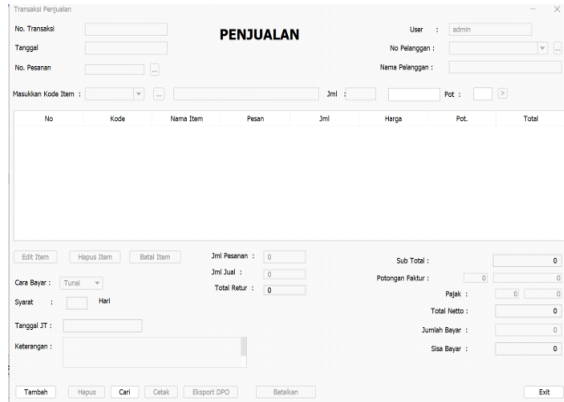 Transaksi Penjualan
No. Transaksi
PENJUALAN
User : admin
Tanggal
No Pelanggan :
No. Pesanan ...
Nama Pelanggan :
Masukkan Kode Item : ... Jml : Pot : >
No Kode Nama Item Pesan Jml Harga Pot. Total
Edit Item Hapus Item Batal Item
Jml Pesanan : 0
Sub Total : 0
Jml Jual : 0
Potongan Faktur : 0 0
Cara Bayar : Tunai
Total Retur : 0
Pajak : 0 0
Syarat : Hari
Total Netto : 0
Tanggal JT :
Jumlah Bayar : 0
Keterangan :
Sisa Bayar : 0
Tambah Hapus Cari Cetak Eksport DPO Batalkan Exit